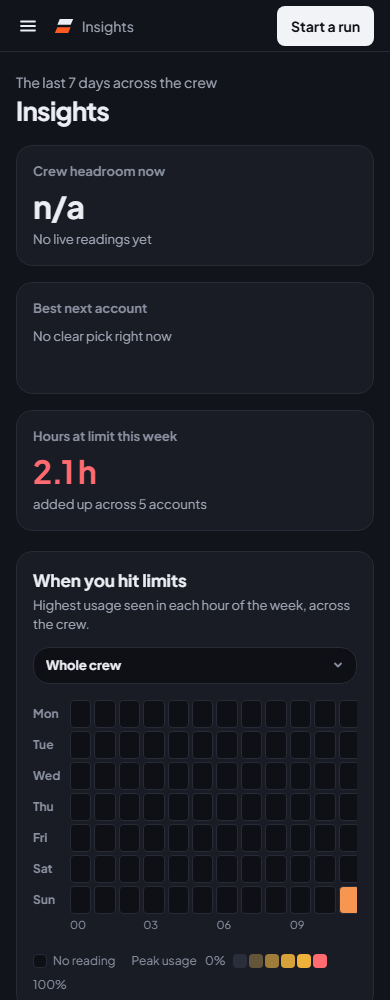 Insights
Start a run
The last 7 days across the crew
Insights
Crew headroom now
n/a
No live readings yet
Best next account
No clear pick right now
Hours at limit this week
2.1h
added up across 5 accounts
When you hit limits
Highest usage seen in each hour of the week, across
the crew.
Whole crew
Mon
Tue
Wed
Thu
Fri
Sat
Sun
00 03 06 09
No reading Peak usage 0%
100%